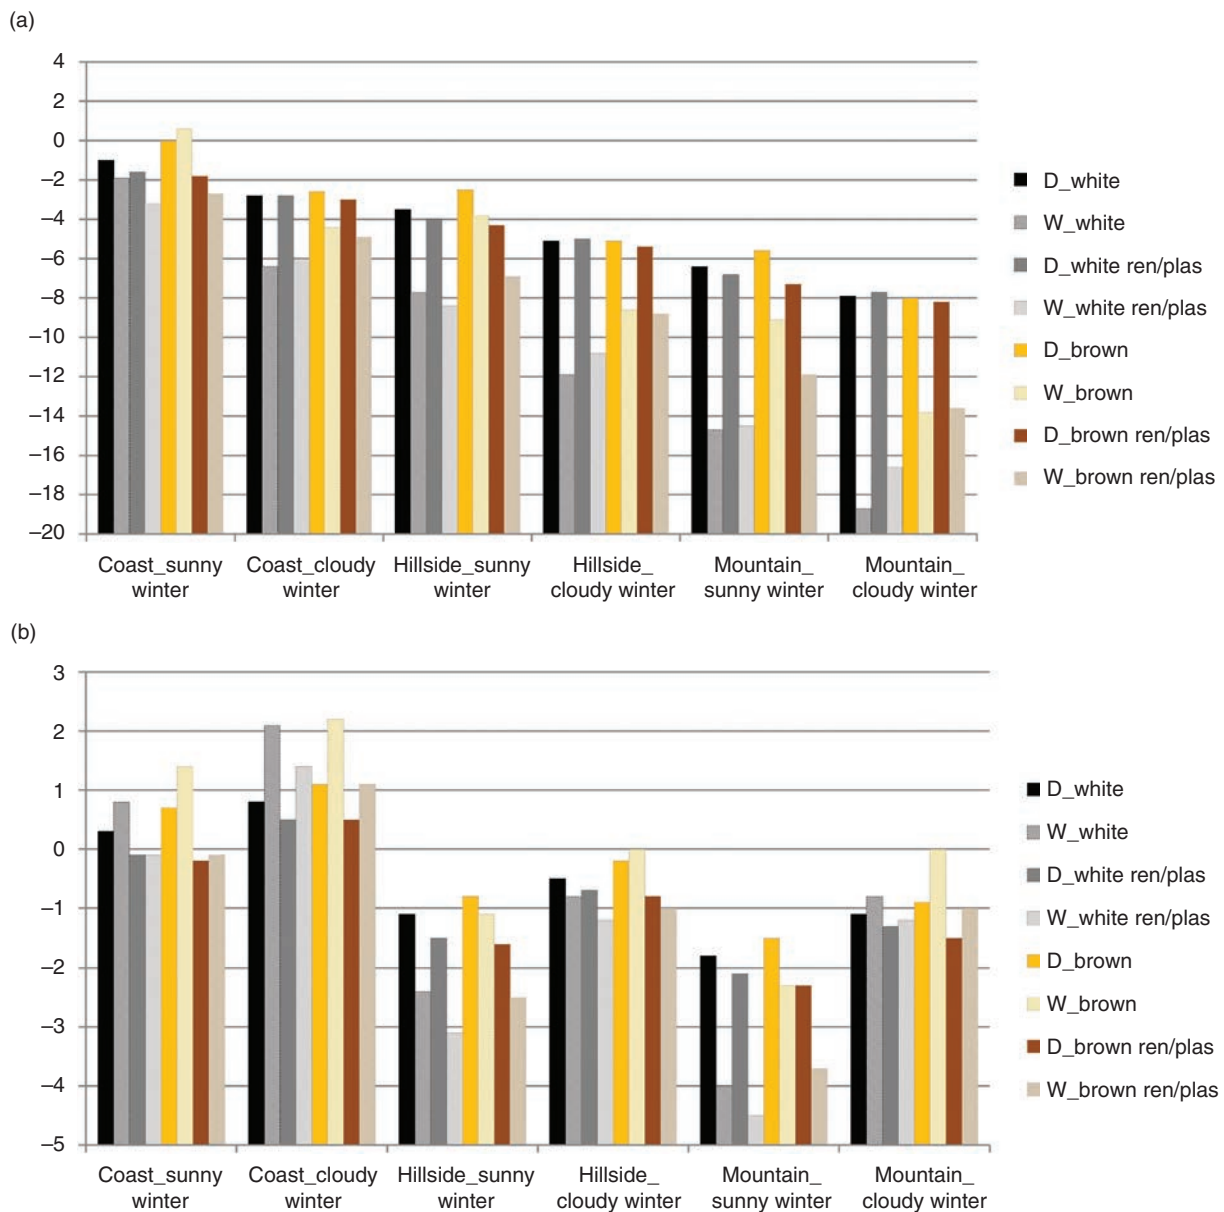 (a)
4
2
0
–2
–4
–6
–8
–10
–12
–14
–16
–18
–20
Coast_sunny
winter
Coast_cloudy
winter
Hillside_sunny
winter
Hillside_
cloudy winter
Mountain_
sunny winter
Mountain_
cloudy winter
D_white
W_white
D_white ren/plas
W_white ren/plas
D_brown
W_brown
D_brown ren/plas
W_brown ren/plas
(b)
3
2
1
0
–1
–2
–3
–4
–5
Coast_sunny
winter
Coast_cloudy
winter
Hillside_sunny
winter
Hillside_
cloudy winter
Mountain_
sunny winter
Mountain_
cloudy winter
D_white
W_white
D_white ren/plas
W_white ren/plas
D_brown
W_brown
D_brown ren/plas
W_brown ren/plas